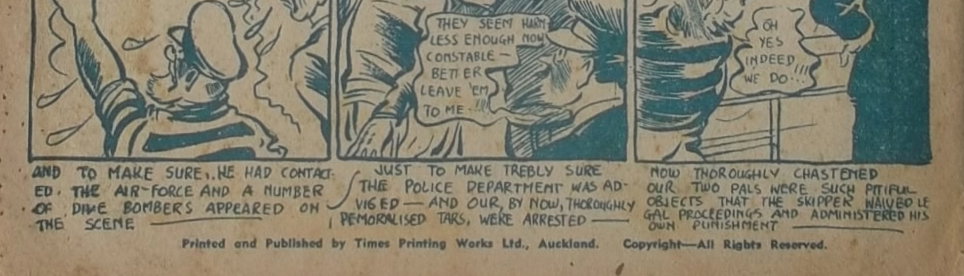 THEY SEEM HARM-
LESS ENOUGH NOW
CONSTABLE —
BETTER
LEAVE 'EM
TO ME -!!!
OH
YES
INDEED
WE DO...!!!
AND TO MAKE SURE, HE HAD CONTACT-
ED. THE AIR-FORCE AND A NUMBER
OF DIVE BOMBERS APPEARED ON
THE SCENE —
JUST TO MAKE TREBLY SURE
THE POLICE DEPARTMENT WAS AD-
VISED — AND OUR, BY NOW, THOROUGHLY
DEMORALISED TARS, WERE ARRESTED —
NOW THOROUGHLY CHASTENED
OUR TWO PALS WERE SUCH PITIFUL
OBJECTS THAT THE SKIPPER WAIVED LE
GAL PROCEEDINGS AND ADMINISTERED HIS
OWN PUNISHMENT —
Printed and Published by Times Printing Works Ltd., Auckland. Copyright—All Rights Reserved.